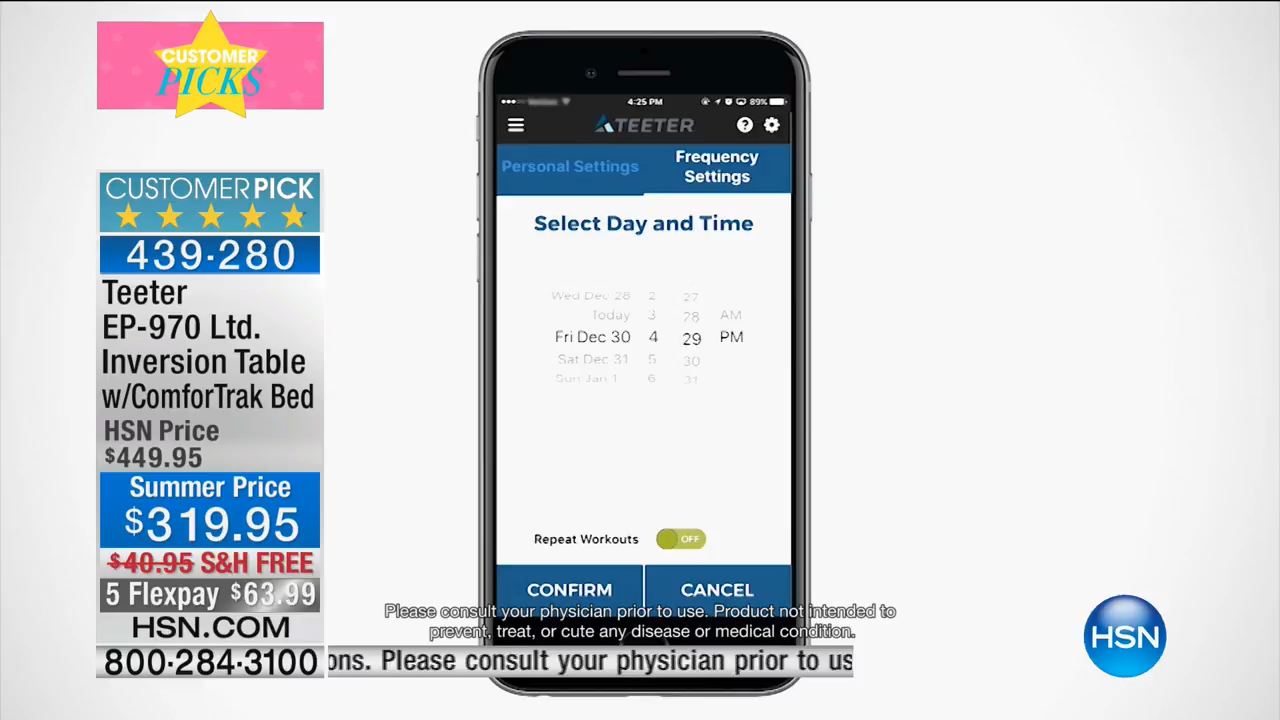 CUSTOMER
PICKS
CUSTOMER PICK
439·280
Teeter
EP-970 Ltd.
Inversion Table
w/ComforTrak Bed
HSN Price
$449.95
Summer Price
$319.95
$40.95 S&H FREE
5 Flexpay $63.99
HSN.COM
800·284·3100
4:25 PM
89%
TEETER
?
Personal Settings
Frequency
Settings
Select Day and Time
Wed Dec 28 2 27
Today 3 28 AM
Fri Dec 30 4 29 PM
Sat Dec 31 5 30
Sun Jan 1 6 31
Repeat Workouts OFF
CONFIRM CANCEL
Please consult your physician prior to use. Product not intended to
prevent, treat, or cute any disease or medical condition.
ons. Please consult your physician prior to us
HSN